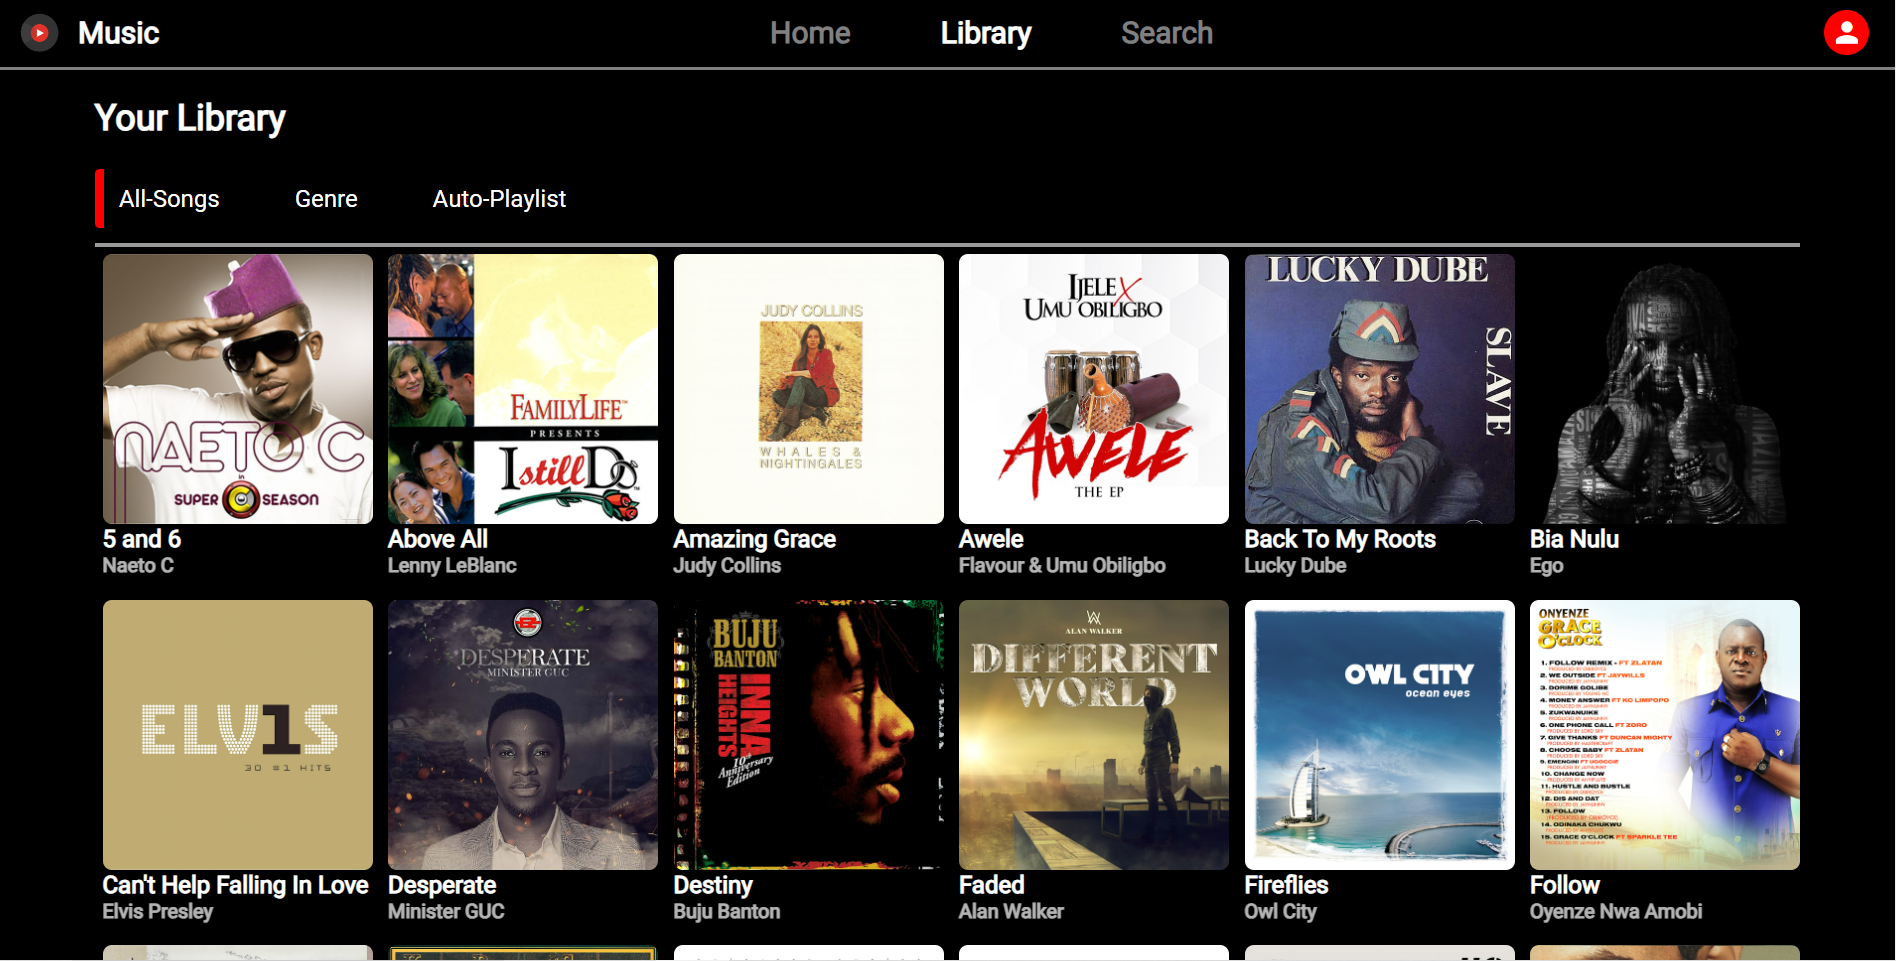 Music
Home
Library
Search
Your Library
All-Songs
Genre
Auto-Playlist
NAETO C
in
SUPER C SEASON
5 and 6
Naeto C
FAMILYLIFE™
PRESENTS
I still Do™
Above All
Lenny LeBlanc
JUDY COLLINS
WHALES &
NIGHTINGALES
Amazing Grace
Judy Collins
IJELE X
UMU OBILIGBO
AWELE
THE EP
Awele
Flavour & Umu Obiligbo
LUCKY DUBE
SLAVE
Back To My Roots
Lucky Dube
Bia Nulu
Ego
ELV1S
30 #1 HITS
Can't Help Falling In Love
Elvis Presley
DESPERATE
MINISTER GUC
Desperate
Minister GUC
BUJU
BANTON
INNA
HEIGHTS
10th
Anniversary
Edition
Destiny
Buju Banton
ALAN WALKER
DIFFERENT
WORLD
Faded
Alan Walker
OWL CITY
ocean eyes
Fireflies
Owl City
ONYENZE
GRACE
O'CLOCK
1. FOLLOW REMIX - FT ZLATAN
2. WE OUTSIDE FT JAYWILLS
3. DORIME GOLIBE
4. MONEY ANSWER FT KC LIMPOPO
5. ZUKWANUIKE
6. ONE PHONE CALL FT ZORO
7. GIVE THANKS FT DUNCAN MIGHTY
8. CHOOSE BABY FT ZLATAN
9. EMENGINI FT UGOCCIE
10. CHANGE NOW
11. HUSTLE AND BUSTLE
12. DIS AND DAT
13. FOLLOW
14. ODINAKA CHUKWU
15. GRACE O'CLOCK FT SPARKLE TEE
Follow
Oyenze Nwa Amobi